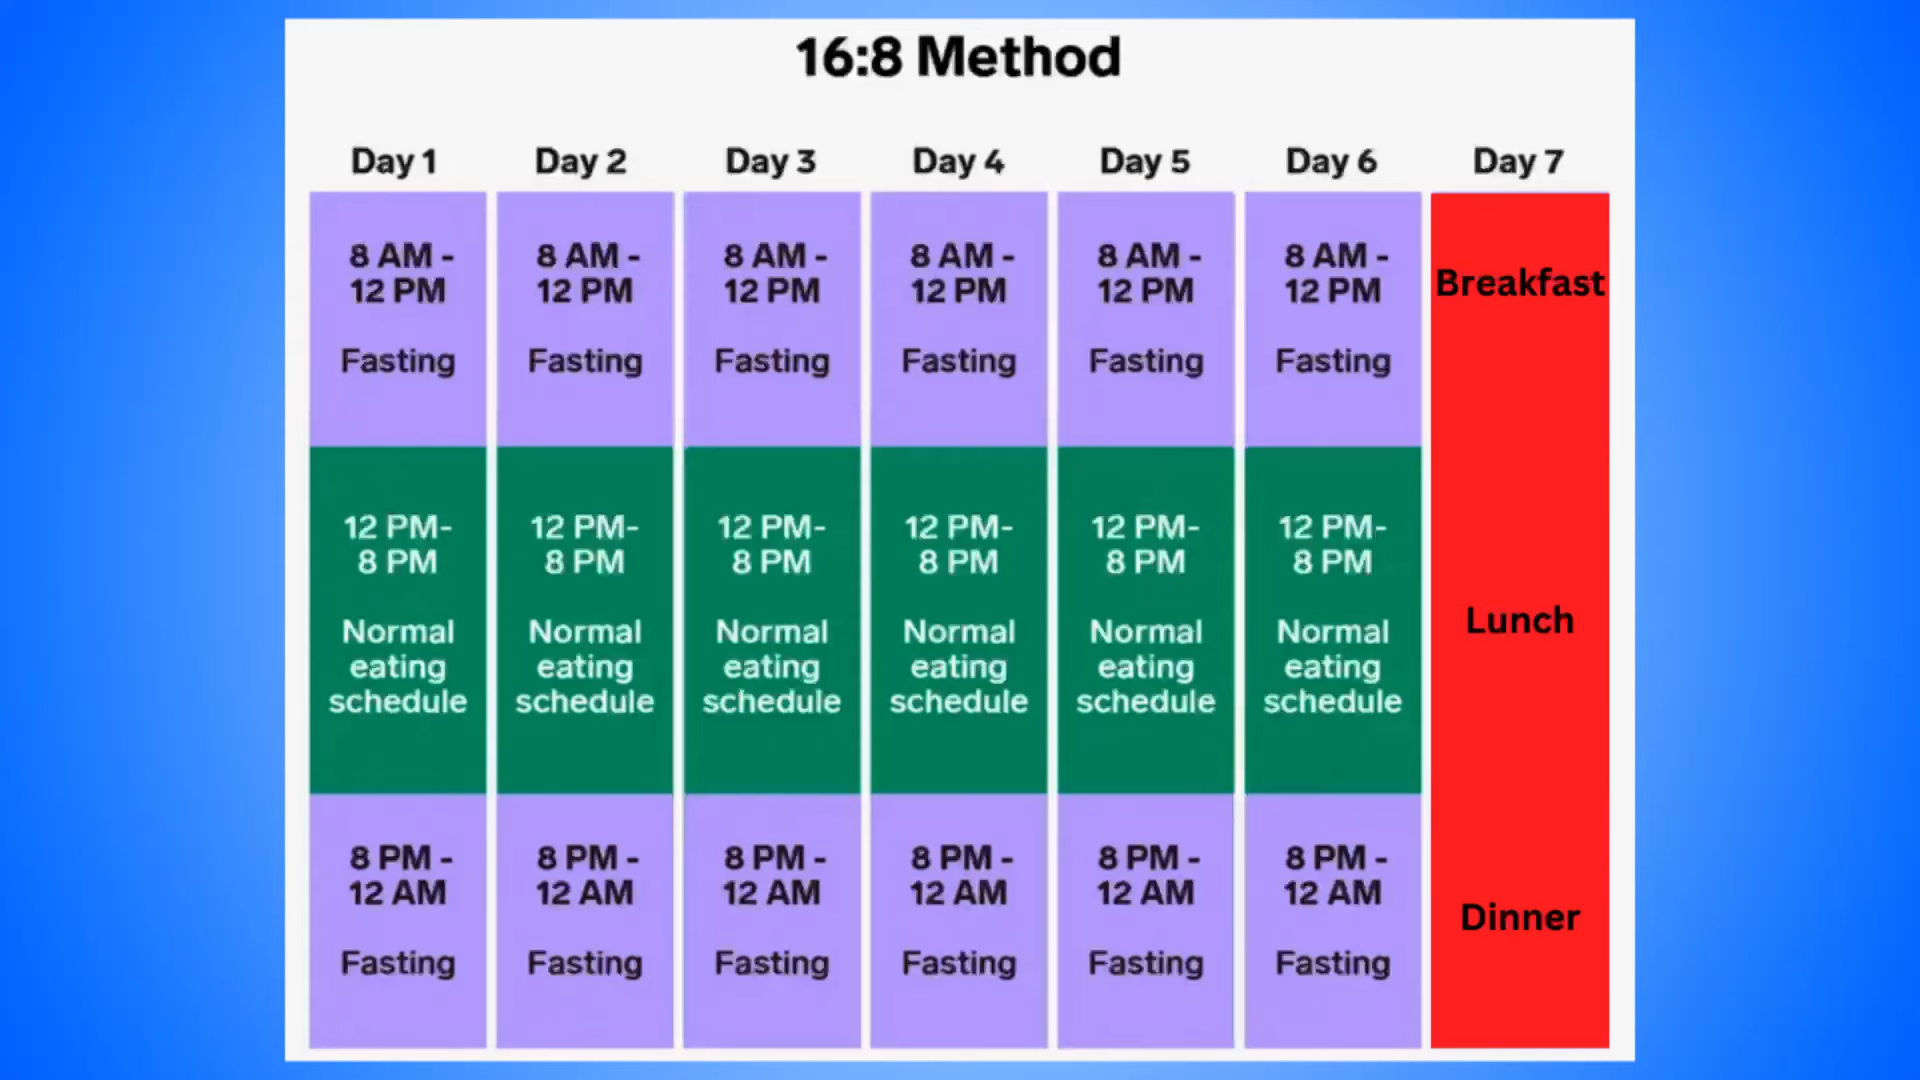 16:8 Method
Day 1 Day 2 Day 3 Day 4 Day 5 Day 6 Day 7
8 AM - 8 AM - 8 AM - 8 AM - 8 AM - 8 AM -
12 PM 12 PM 12 PM 12 PM 12 PM 12 PM Breakfast
Fasting Fasting Fasting Fasting Fasting Fasting
12 PM- 12 PM- 12 PM- 12 PM- 12 PM- 12 PM-
8 PM 8 PM 8 PM 8 PM 8 PM 8 PM
Normal Normal Normal Normal Normal Normal Lunch
eating eating eating eating eating eating
schedule schedule schedule schedule schedule schedule
8 PM - 8 PM - 8 PM - 8 PM - 8 PM - 8 PM -
12 AM 12 AM 12 AM 12 AM 12 AM 12 AM Dinner
Fasting Fasting Fasting Fasting Fasting Fasting